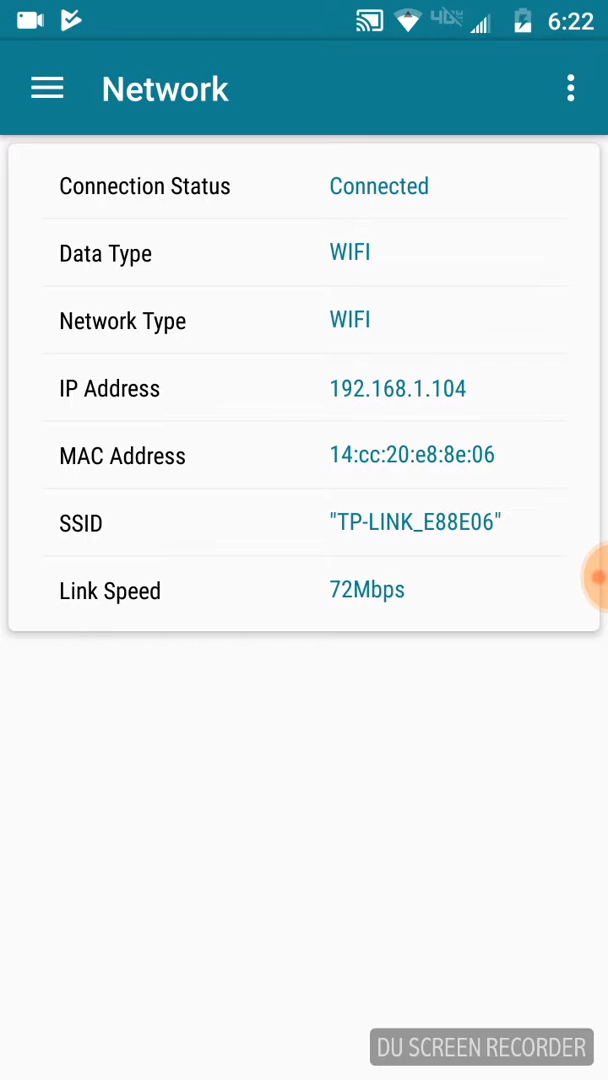 6:22
Network
Connection Status Connected
Data Type WIFI
Network Type WIFI
IP Address 192.168.1.104
MAC Address 14:cc:20:e8:8e:06
SSID "TP-LINK_E88E06"
Link Speed 72Mbps
DU SCREEN RECORDER